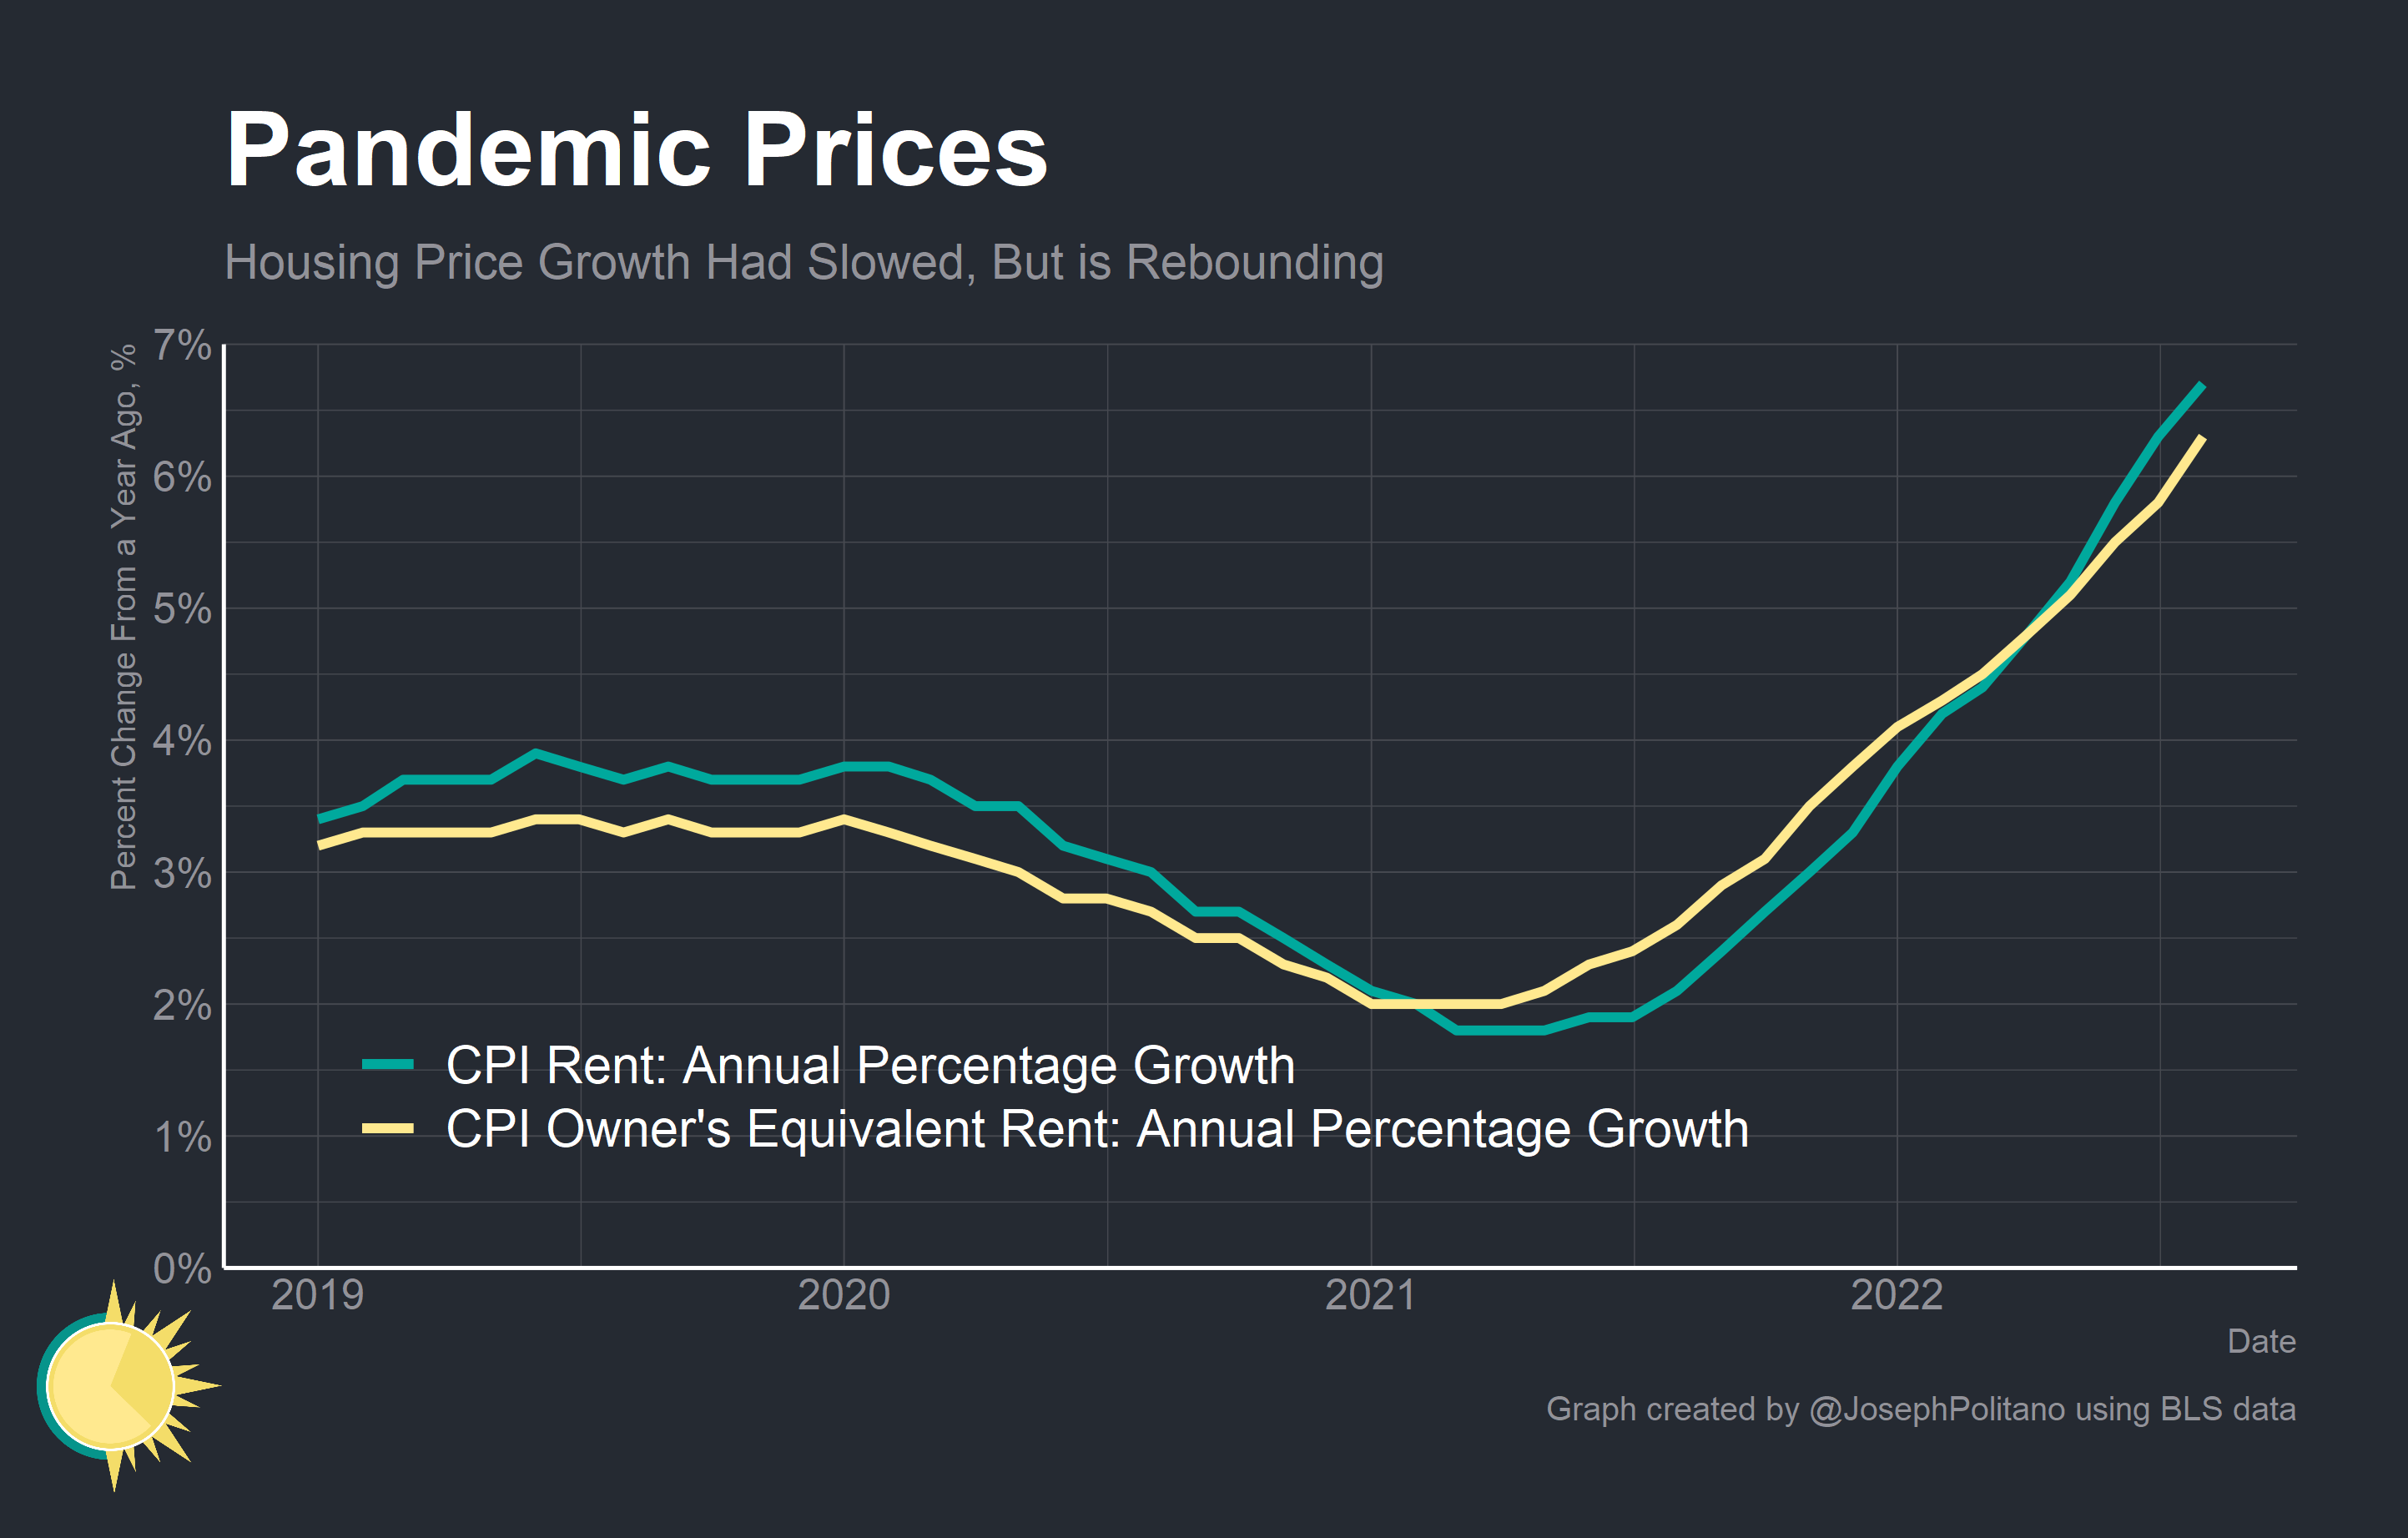 Pandemic Prices
Housing Price Growth Had Slowed, But is Rebounding
Percent Change From a Year Ago, %
7%
6%
5%
4%
3%
2%
1%
0%
CPI Rent: Annual Percentage Growth
CPI Owner's Equivalent Rent: Annual Percentage Growth
2019
2020
2021
2022
Date
Graph created by @JosephPolitano using BLS data